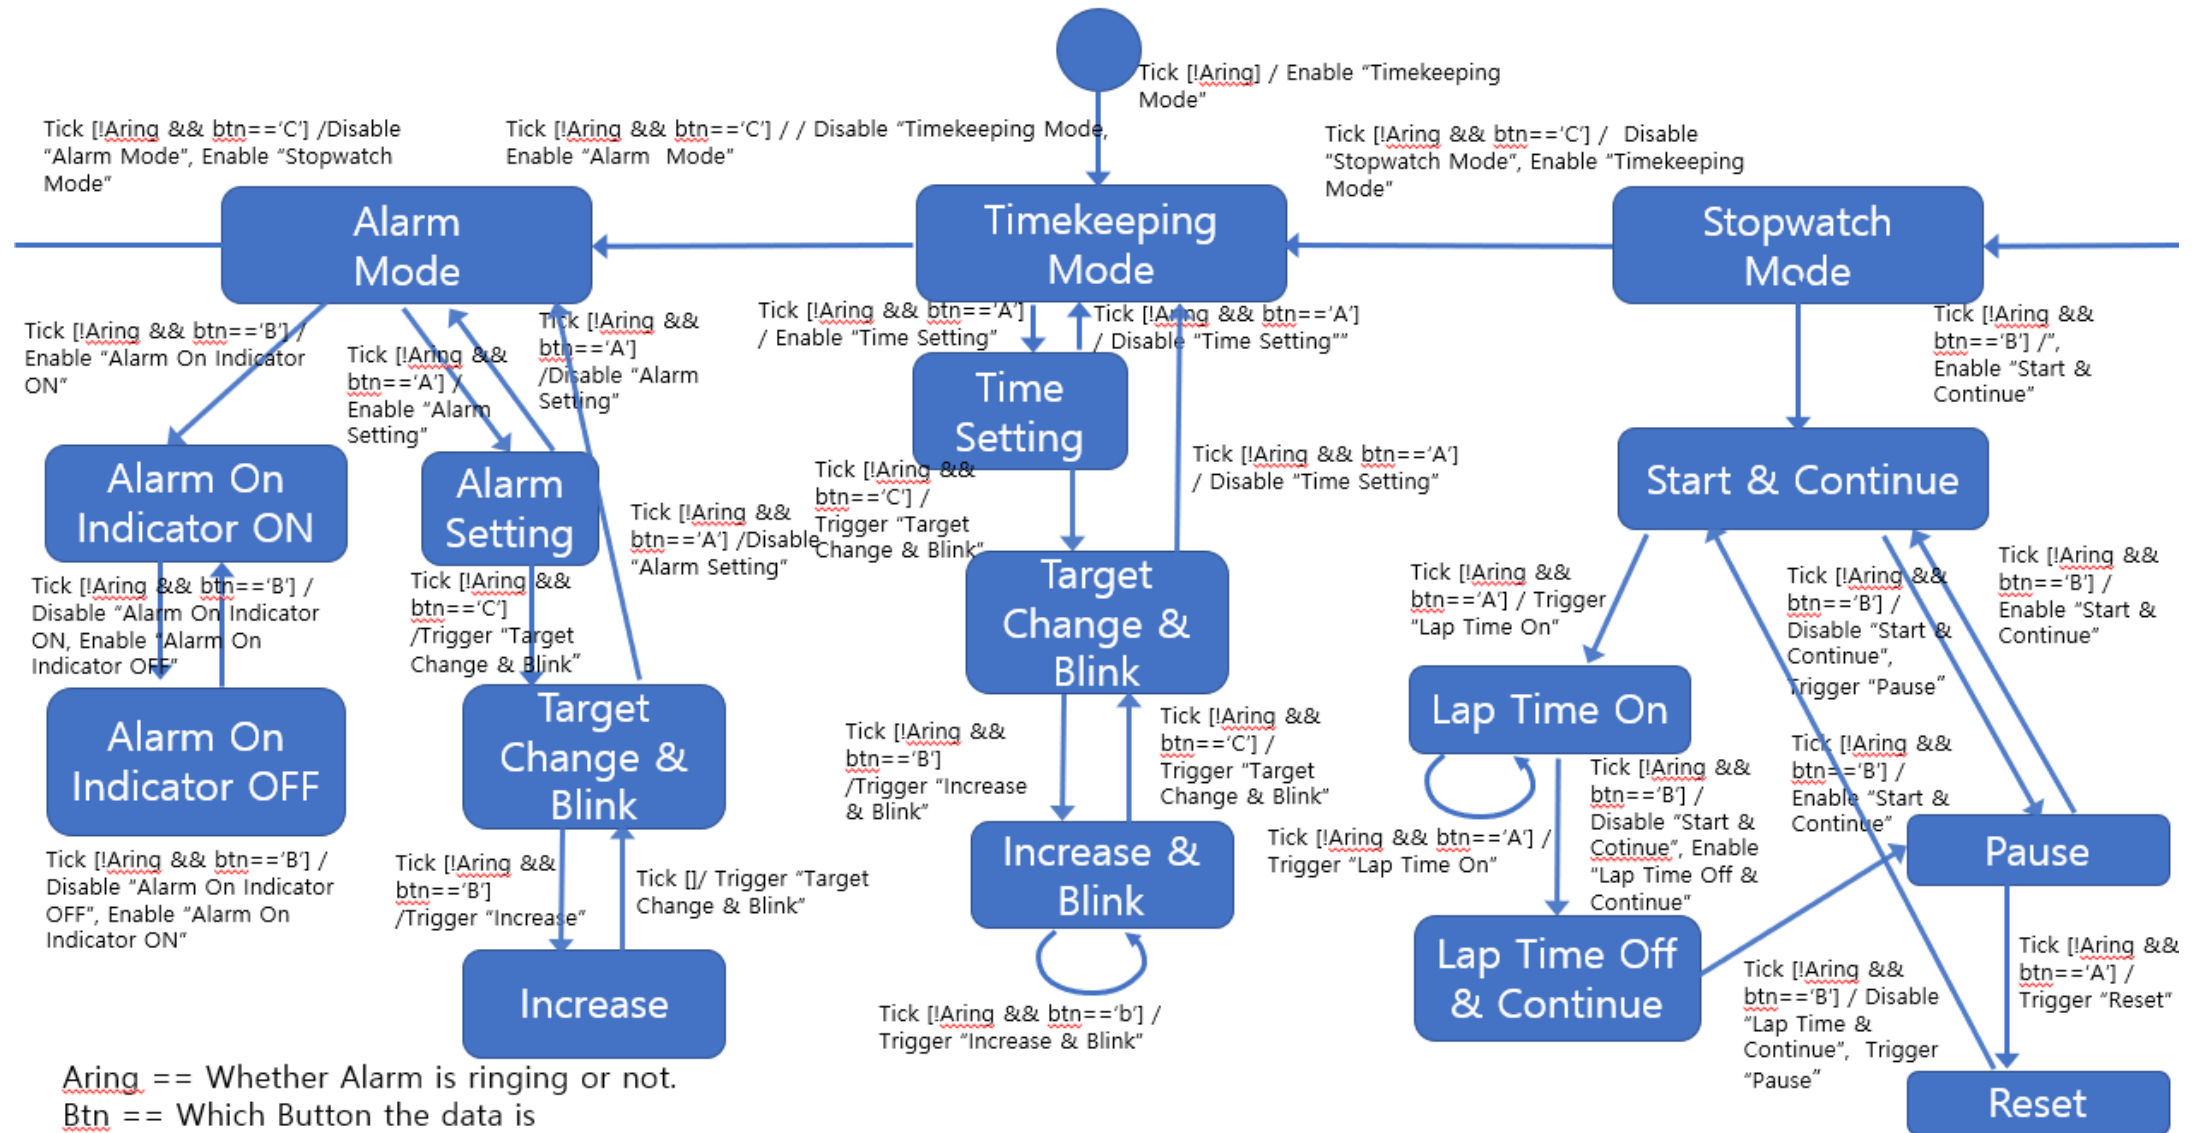 Tick [!Aring] / Enable “Timekeeping
Mode”
Tick [!Aring && btn==‘C’] /Disable
“Alarm Mode”, Enable “Stopwatch
Mode”
Tick [!Aring && btn==‘C’] / / Disable “Timekeeping Mode,
Enable “Alarm  Mode”
Tick [!Aring && btn==‘C’] /  Disable
“Stopwatch Mode”, Enable “Timekeeping
Mode”
Alarm
Mode
Timekeeping
Mode
Stopwatch
Mode
Tick [!Aring && btn==‘B’] /
Enable “Alarm On Indicator
ON”
Tick [!Aring &&
btn==‘A’] /
Enable “Alarm
Setting”
Tick [!Aring &&
btn==‘A’]
/Disable “Alarm
Setting”
Tick [!Aring && btn==‘A’]
/ Enable “Time Setting”
Tick [!Aring && btn==‘A’]
/ Disable “Time Setting””
Tick [!Aring &&
btn==‘B’] /”,
Enable “Start &
Continue”
Time
Setting
Alarm On
Indicator ON
Alarm
Setting
Start & Continue
Tick [!Aring &&
btn==‘C’] /
Trigger “Target
Change & Blink”
Tick [!Aring && btn==‘A’]
/ Disable “Time Setting”
Tick [!Aring &&
btn==‘A’] /Disable
“Alarm Setting”
Tick [!Aring && btn==‘B’] /
Disable “Alarm On Indicator
ON, Enable “Alarm On
Indicator OFF”
Tick [!Aring &&
btn==‘C’]
/Trigger “Target
Change & Blink”
Target
Change &
Blink
Tick [!Aring &&
btn==‘A’] / Trigger
“Lap Time On”
Tick [!Aring &&
btn==‘B’] /
Disable “Start &
Continue”,
Trigger “Pause”
Tick [!Aring &&
btn==‘B’] /
Enable “Start &
Continue”
Alarm On
Indicator OFF
Target
Change &
Blink
Lap Time On
Tick [!Aring &&
btn==‘B’]
/Trigger “Increase
& Blink”
Tick [!Aring &&
btn==‘C’] /
Trigger “Target
Change & Blink”
Tick [!Aring &&
btn==‘B’] /
Disable “Start &
Cotinue”, Enable
“Lap Time Off &
Continue”
Tick [!Aring &&
btn==‘B’] /
Enable “Start &
Continue”
Tick [!Aring && btn==‘A’] /
Trigger “Lap Time On”
Pause
Increase &
Blink
Tick [!Aring && btn==‘B’] /
Disable “Alarm On Indicator
OFF”, Enable “Alarm On
Indicator ON”
Tick [!Aring &&
btn==‘B’]
/Trigger “Increase”
Tick []/ Trigger “Target
Change & Blink”
Lap Time Off
& Continue
Tick [!Aring &&
btn==‘B’] / Disable
“Lap Time &
Continue”,  Trigger
“Pause”
Tick [!Aring &&
btn==‘A’] /
Trigger “Reset”
Increase
Tick [!Aring && btn==‘b’] /
Trigger “Increase & Blink”
Reset
Aring == Whether Alarm is ringing or not.
Btn == Which Button the data is